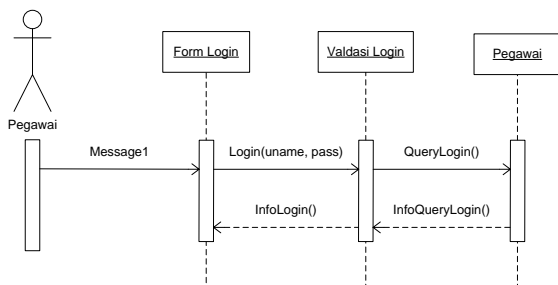 Form Login
Valdasi Login
Pegawai
Pegawai
Message1
Login(uname, pass)
QueryLogin()
InfoLogin()
InfoQueryLogin()